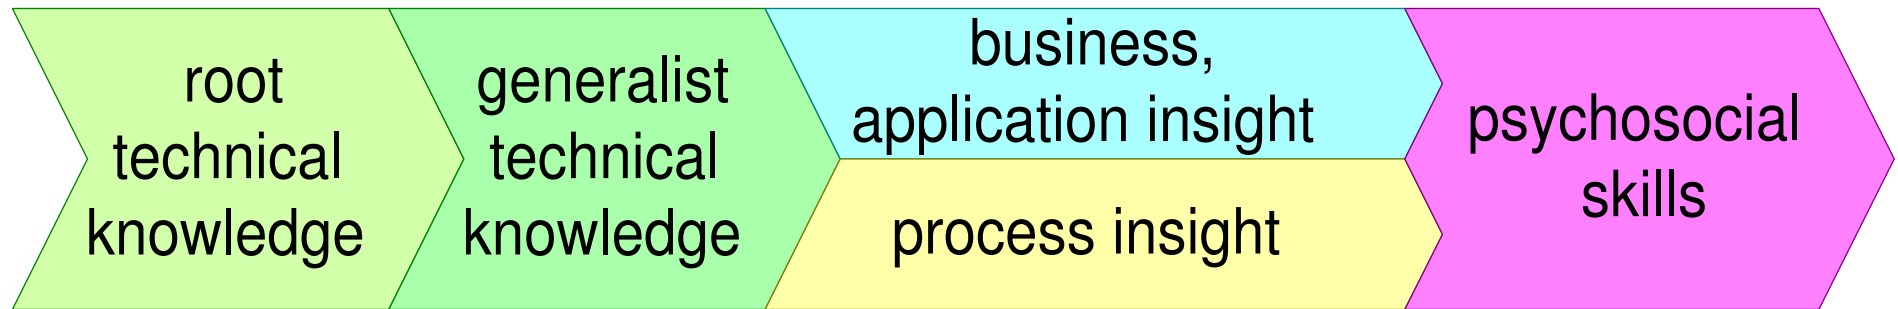 root
technical
knowledge
generalist
technical
knowledge
business,
application insight
process insight
psychosocial
skills